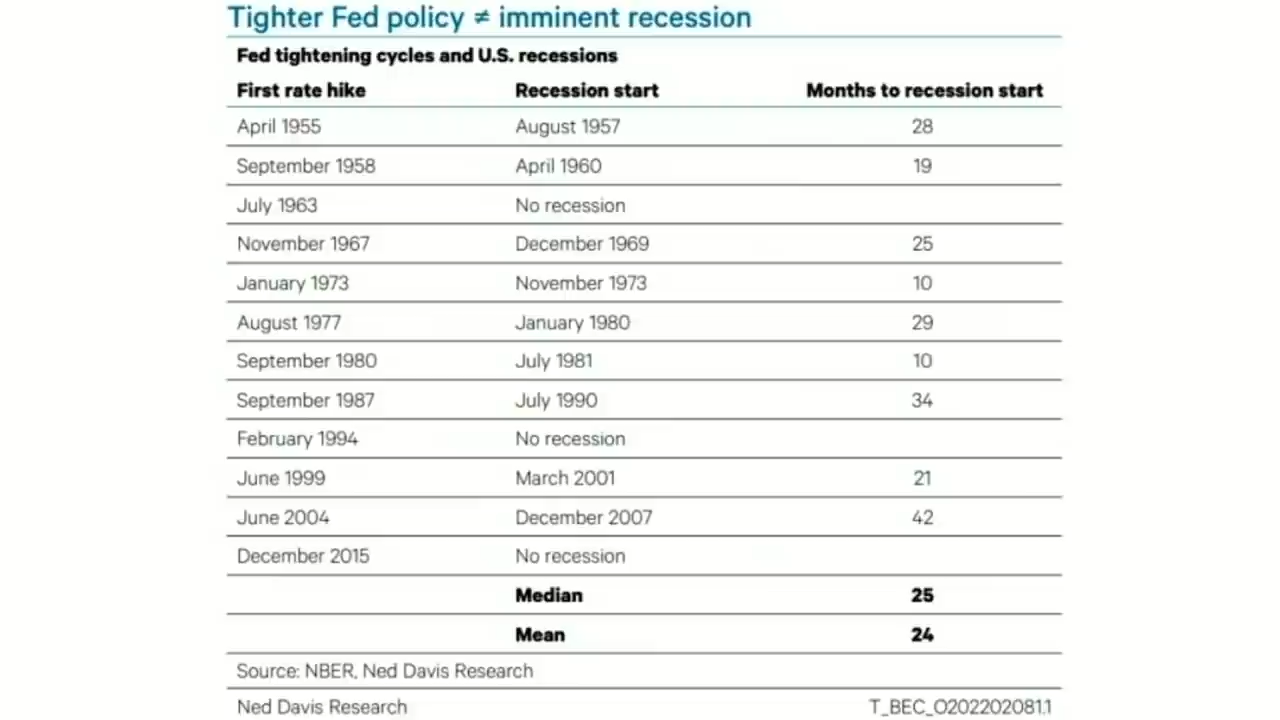 Tighter Fed policy ≠ imminent recession
Fed tightening cycles and U.S. recessions
First rate hike Recession start Months to recession start
April 1955 August 1957 28
September 1958 April 1960 19
July 1963 No recession
November 1967 December 1969 25
January 1973 November 1973 10
August 1977 January 1980 29
September 1980 July 1981 10
September 1987 July 1990 34
February 1994 No recession
June 1999 March 2001 21
June 2004 December 2007 42
December 2015 No recession
Median 25
Mean 24
Source: NBER, Ned Davis Research
Ned Davis Research T_BEC_O202202081.1